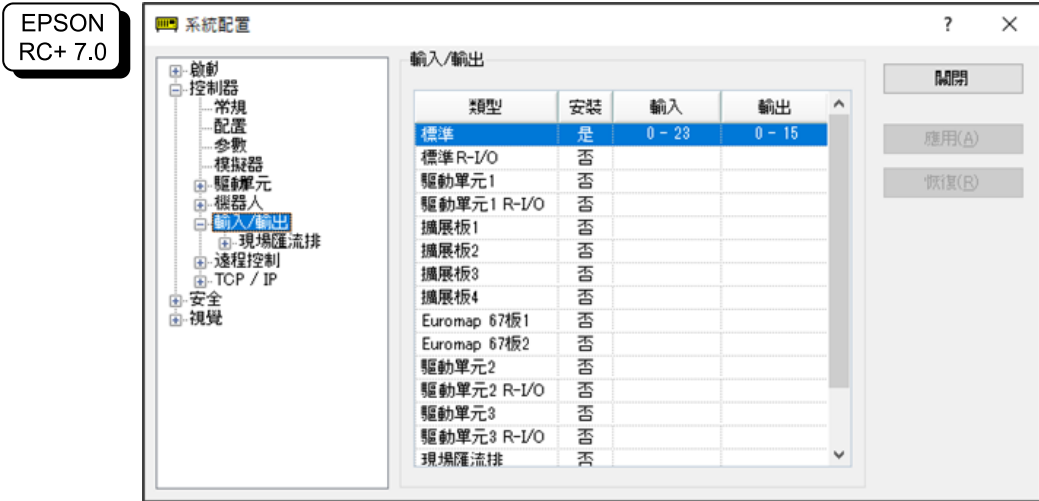 EPSON
RC+ 7.0
系統配置
啟動
控制器
常規
配置
參數
模擬器
驅動單元
機器人
輸入/輸出
現場匯流排
遠程控制
TCP / IP
安全
視覺
輸入/輸出
類型 安裝 輸入 輸出
標準 是 0 - 23 0 - 15
標準R-I/O 否
驅動單元1 否
驅動單元1 R-I/O 否
擴展板1 否
擴展板2 否
擴展板3 否
擴展板4 否
Euromap 67板1 否
Euromap 67板2 否
驅動單元2 否
驅動單元2 R-I/O 否
驅動單元3 否
驅動單元3 R-I/O 否
現場匯流排 否
關閉
應用(A)
恢復(R)